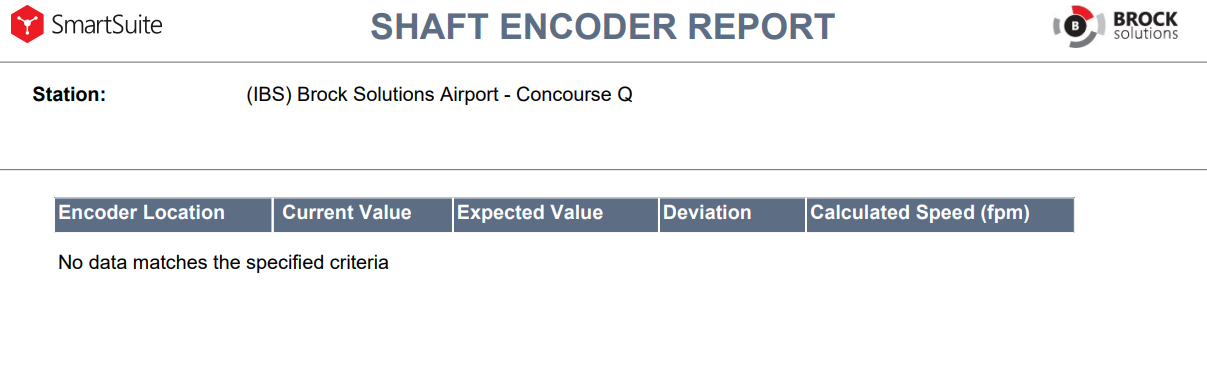 SmartSuite
SHAFT ENCODER REPORT
B
BROCK
solutions
Station: (IBS) Brock Solutions Airport - Concourse Q
Encoder Location Current Value Expected Value Deviation Calculated Speed (fpm)
No data matches the specified criteria